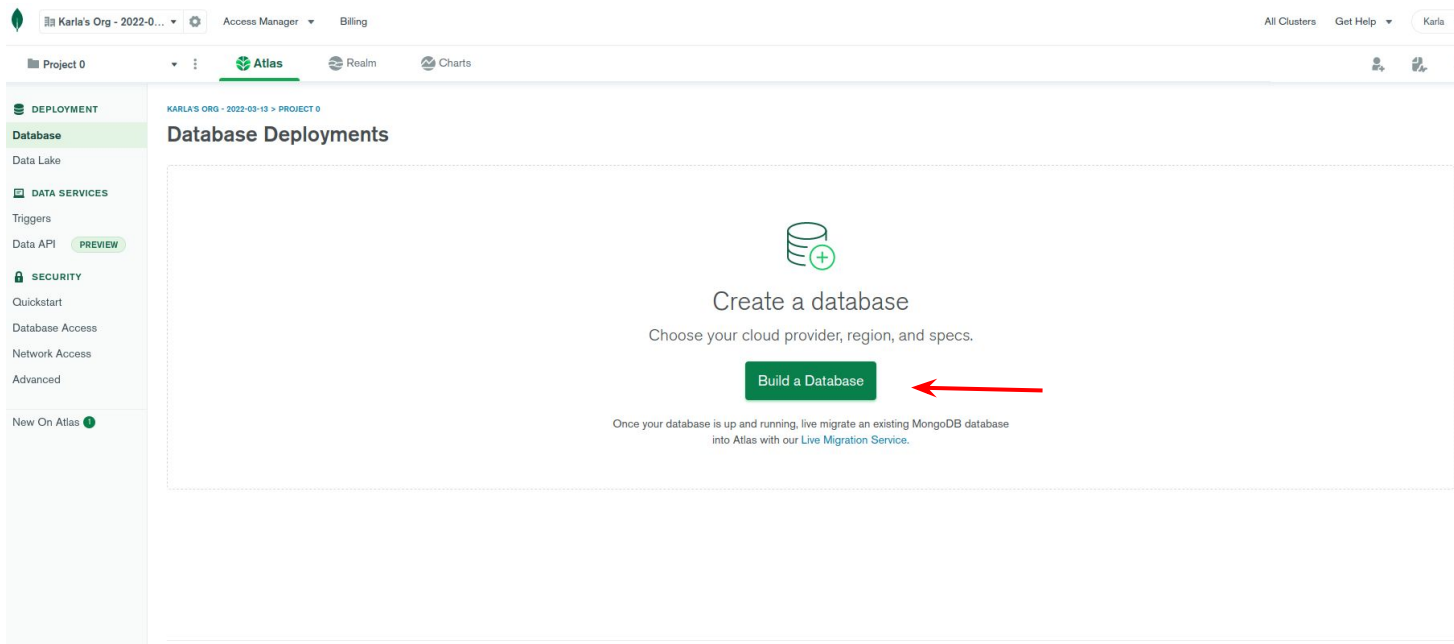 Karla's Org - 2022-0...
Access Manager
Billing
All Clusters
Get Help
Karla
Project 0
Atlas
Realm
Charts
DEPLOYMENT
Database
Data Lake
DATA SERVICES
Triggers
Data API PREVIEW
SECURITY
Quickstart
Database Access
Network Access
Advanced
New On Atlas 1
KARLA'S ORG - 2022-03-13 > PROJECT 0
Database Deployments
Create a database
Choose your cloud provider, region, and specs.
Build a Database
Once your database is up and running, live migrate an existing MongoDB database
into Atlas with our Live Migration Service.